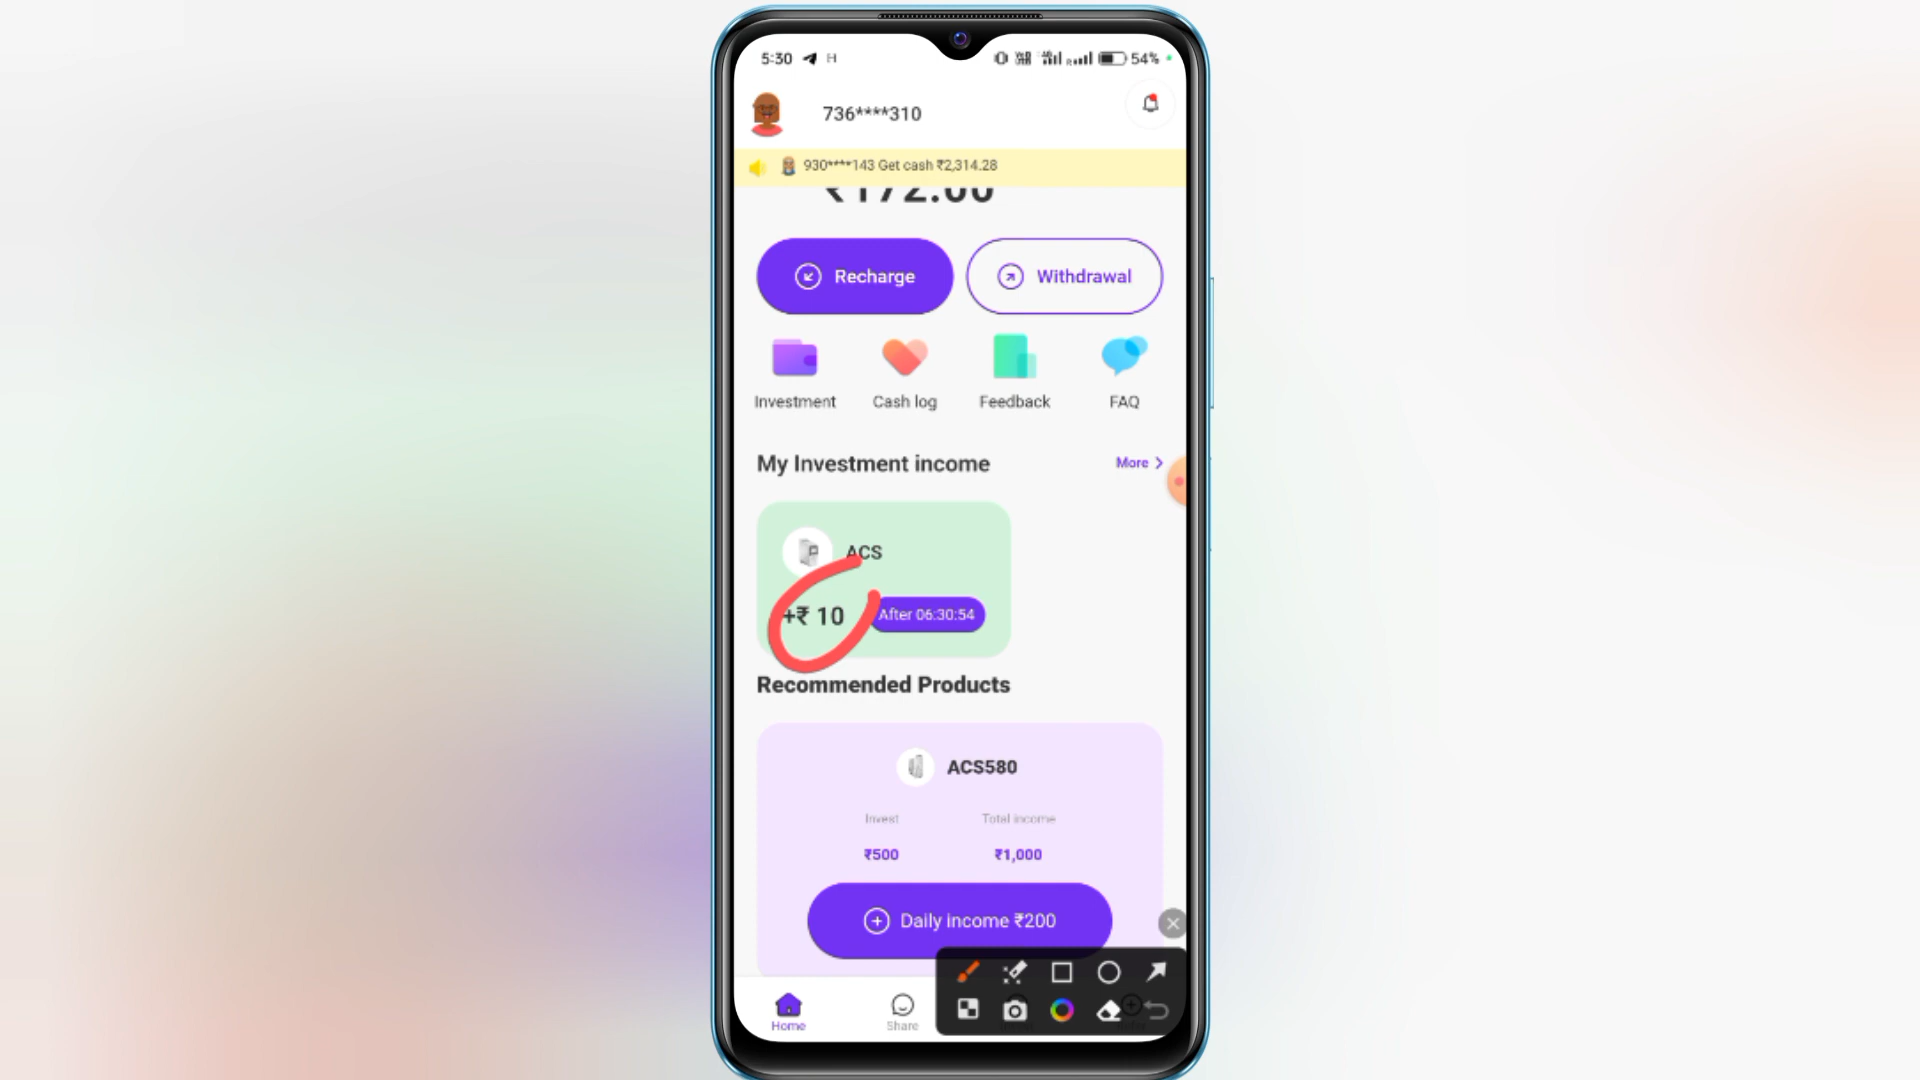 5:30 H 54%
736****310
930****143 Get cash ₹2,314.28
₹172.00
Recharge Withdrawal
Investment Cash log Feedback FAQ
My Investment income More
ACS
+₹ 10 After 06:30:54
Recommended Products
ACS580
Invest Total income
₹500 ₹1,000
Daily income ₹200
Home Share